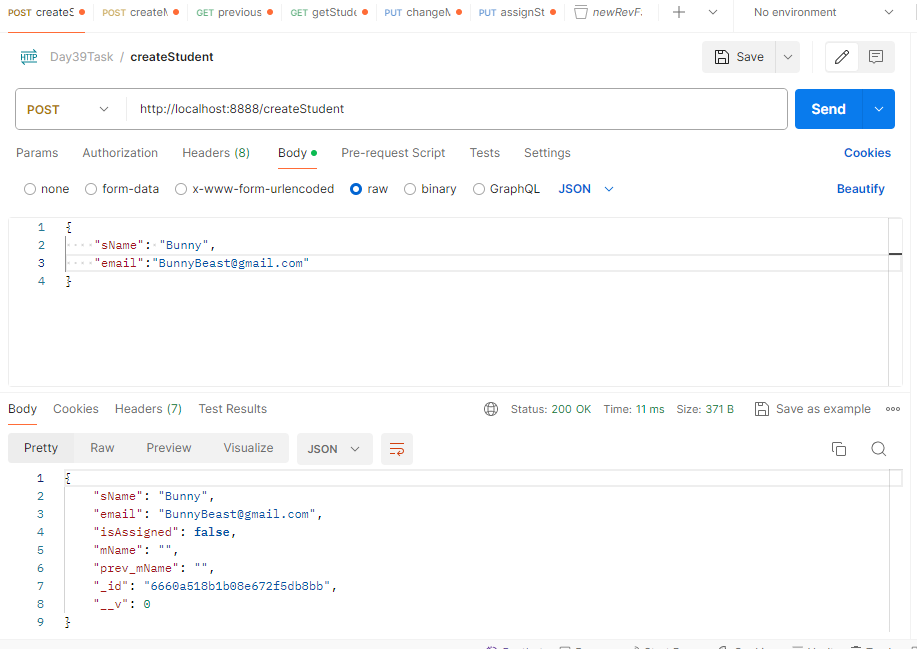 POST createS POST createM GET previous GET getStude PUT changeM PUT assignSt newRevF No environment
HTTP Day39Task / createStudent Save
POST http://localhost:8888/createStudent Send
Params Authorization Headers (8) Body Pre-request Script Tests Settings Cookies
none form-data x-www-form-urlencoded raw binary GraphQL JSON Beautify
1 {
2 "sName": "Bunny",
3 "email":"BunnyBeast@gmail.com"
4 }
Body Cookies Headers (7) Test Results Status: 200 OK Time: 11 ms Size: 371 B Save as example
Pretty Raw Preview Visualize JSON
1 {
2 "sName": "Bunny",
3 "email": "BunnyBeast@gmail.com",
4 "isAssigned": false,
5 "mName": "",
6 "prev_mName": "",
7 "_id": "6660a518b1b08e672f5db8bb",
8 "__v": 0
9 }